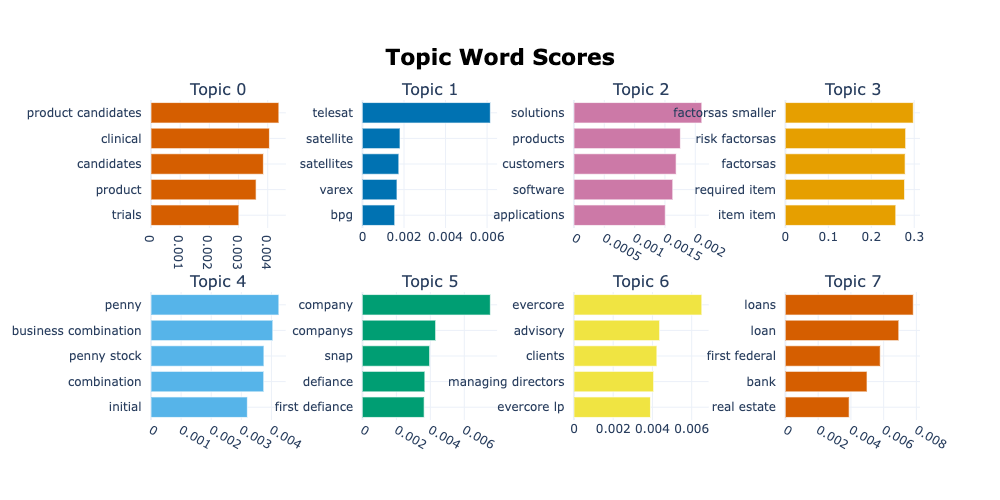 Topic Word Scores
Topic 0
product candidates
clinical
candidates
product
trials
0 0.001 0.002 0.003 0.004
Topic 1
telesat
satellite
satellites
varex
bpg
0 0.002 0.004 0.006
Topic 2
solutions
products
customers
software
applications
0 0.0005 0.001 0.0015 0.002
Topic 3
factorsas smaller
risk factorsas
factorsas
required item
item item
0 0.1 0.2 0.3
Topic 4
penny
business combination
penny stock
combination
initial
0 0.001 0.002 0.003 0.004
Topic 5
company
companys
snap
defiance
first defiance
0 0.002 0.004 0.006
Topic 6
evercore
advisory
clients
managing directors
evercore lp
0 0.002 0.004 0.006
Topic 7
loans
loan
first federal
bank
real estate
0 0.002 0.004 0.006 0.008